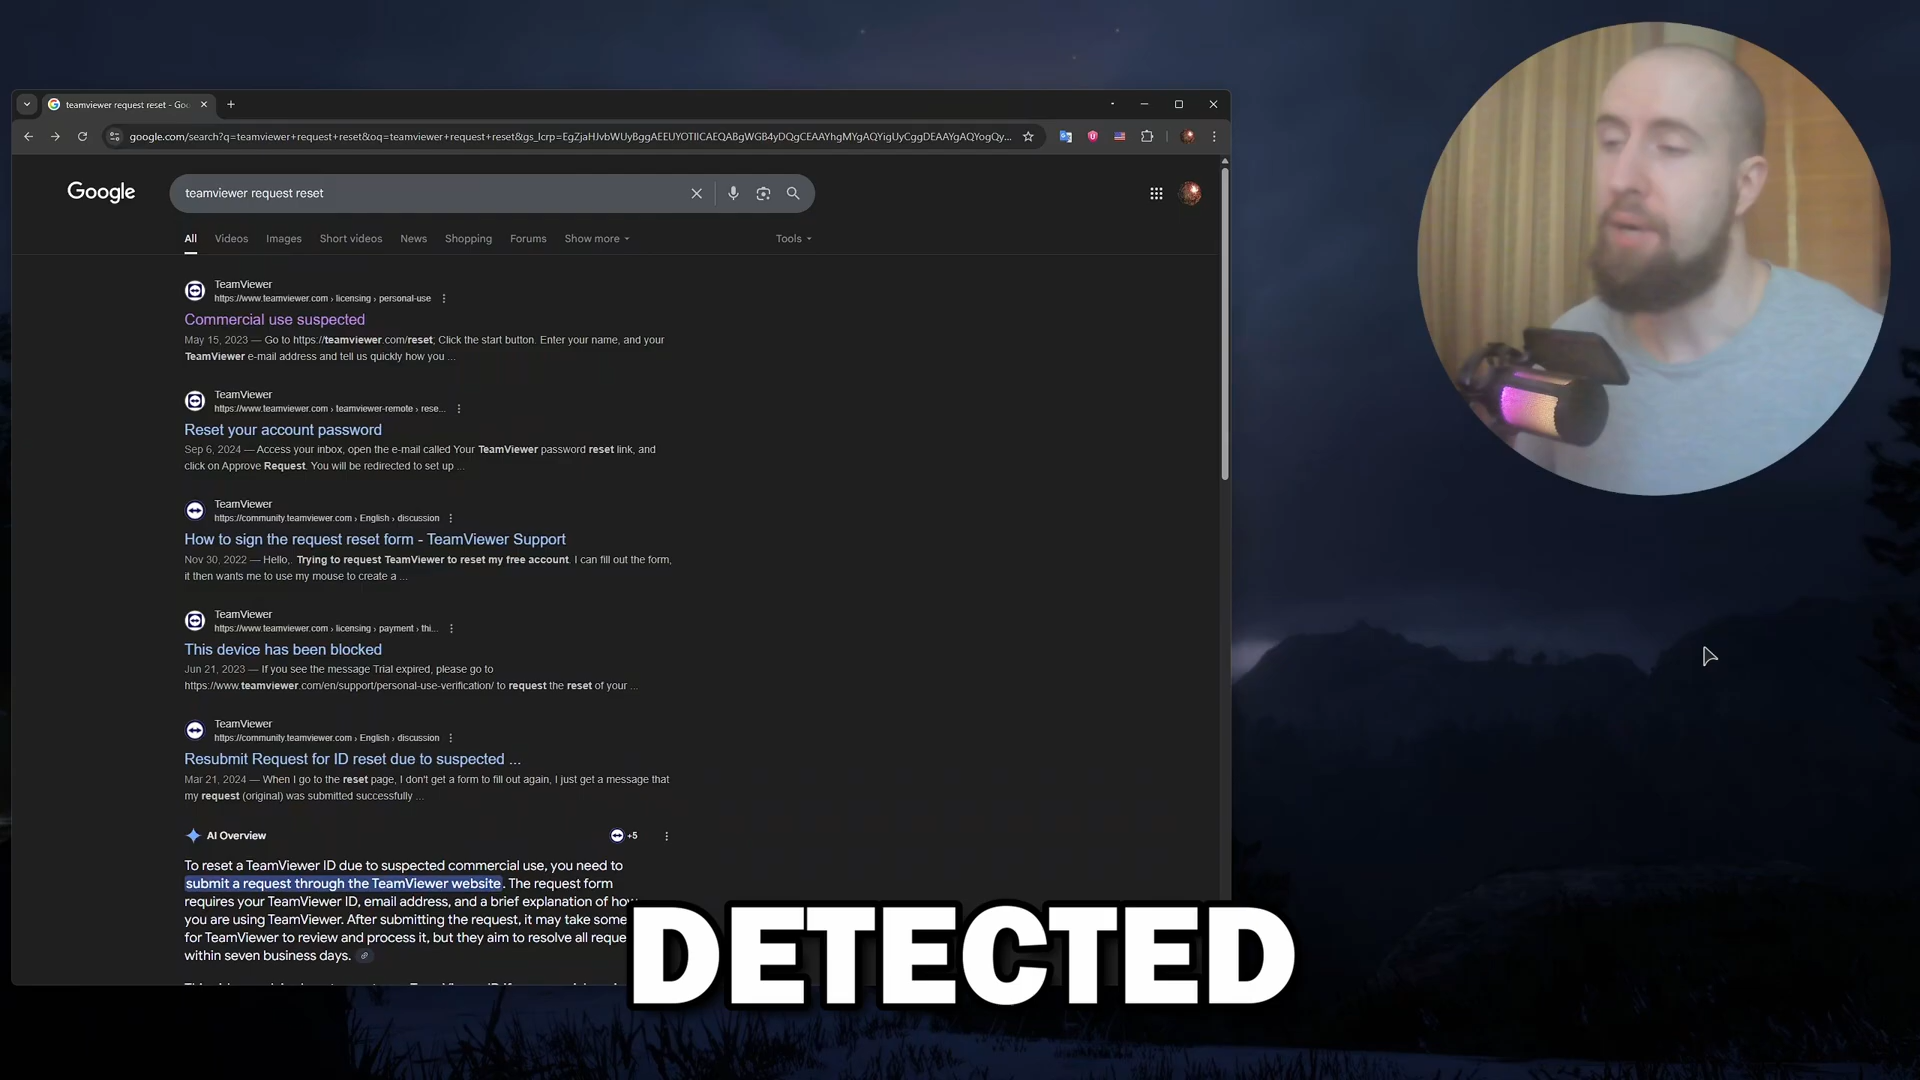 teamviewer request reset - Goo
google.com/search?q=teamviewer+request+reset&oq=teamviewer+request+reset&gs_lcrp=EgZjaHJvbWUyBggAEEUYOTIICAEQABgWGB4yDQgCEAAYhgMYgAQYigUyCggDEAAYgAQYogQy...
Google
teamviewer request reset
All Videos Images Short videos News Shopping Forums Show more Tools
TeamViewer
https://www.teamviewer.com › licensing › personal-use
Commercial use suspected
May 15, 2023 — Go to https://teamviewer.com/reset; Click the start button. Enter your name, and your
TeamViewer e-mail address and tell us quickly how you ...
TeamViewer
https://www.teamviewer.com › teamviewer-remote › rese...
Reset your account password
Sep 6, 2024 — Access your inbox, open the e-mail called Your TeamViewer password reset link, and
click on Approve Request. You will be redirected to set up ...
TeamViewer
https://community.teamviewer.com › English › discussion
How to sign the request reset form - TeamViewer Support
Nov 30, 2022 — Hello,. Trying to request TeamViewer to reset my free account. I can fill out the form,
it then wants me to use my mouse to create a ...
TeamViewer
https://www.teamviewer.com › licensing › payment › thi...
This device has been blocked
Jun 21, 2023 — If you see the message Trial expired, please go to
https://www.teamviewer.com/en/support/personal-use-verification/ to request the reset of your ...
TeamViewer
https://community.teamviewer.com › English › discussion
Resubmit Request for ID reset due to suspected ...
Mar 21, 2024 — When I go to the reset page, I don't get a form to fill out again, I just get a message that
my request (original) was submitted successfully ...
AI Overview +5
To reset a TeamViewer ID due to suspected commercial use, you need to
submit a request through the TeamViewer website. The request form
requires your TeamViewer ID, email address, and a brief explanation of how
you are using TeamViewer. After submitting the request, it may take some
for TeamViewer to review and process it, but they aim to resolve all reque
within seven business days.
DETECTED